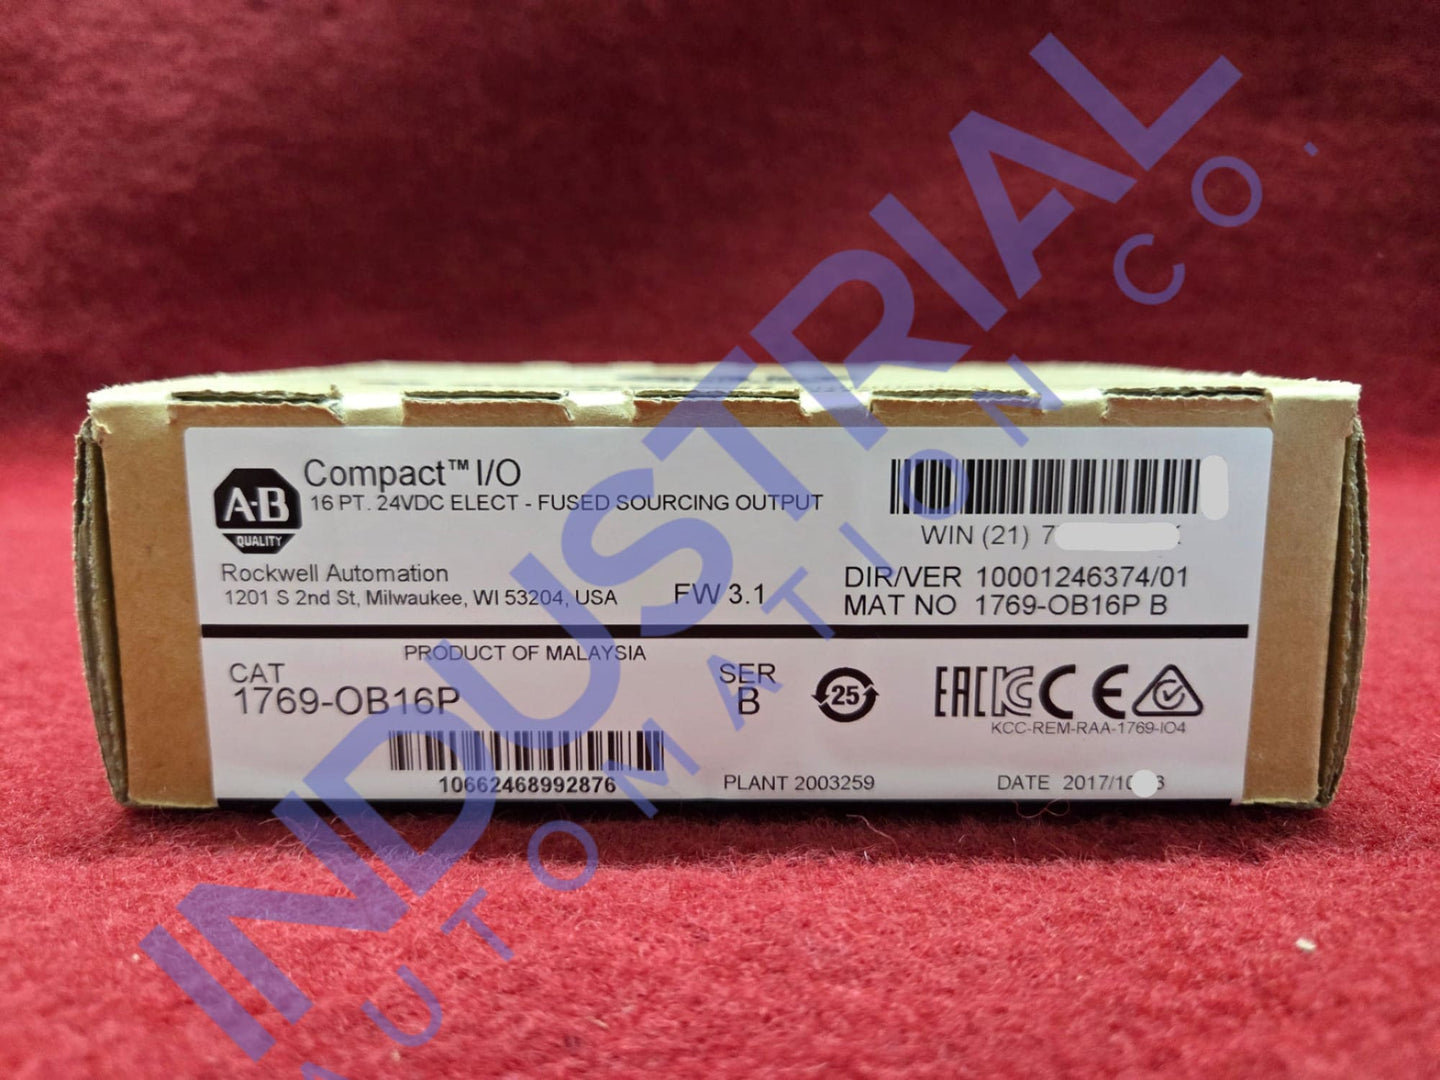 Compact™ I/O
16 PT. 24VDC ELECT - FUSED SOURCING OUTPUT
A-B
QUALITY
WIN (21) 7
Rockwell Automation
1201 S 2nd St, Milwaukee, WI 53204, USA
FW 3.1
DIR/VER 10001246374/01
MAT NO 1769-OB16P B
PRODUCT OF MALAYSIA
CAT
1769-OB16P
SER
B
25
EAC
KC
CE
KCC-REM-RAA-1769-IO4
10662468992876
PLANT 2003259
DATE 2017/10
INDUSTRIAL
AUTOMATION CO.